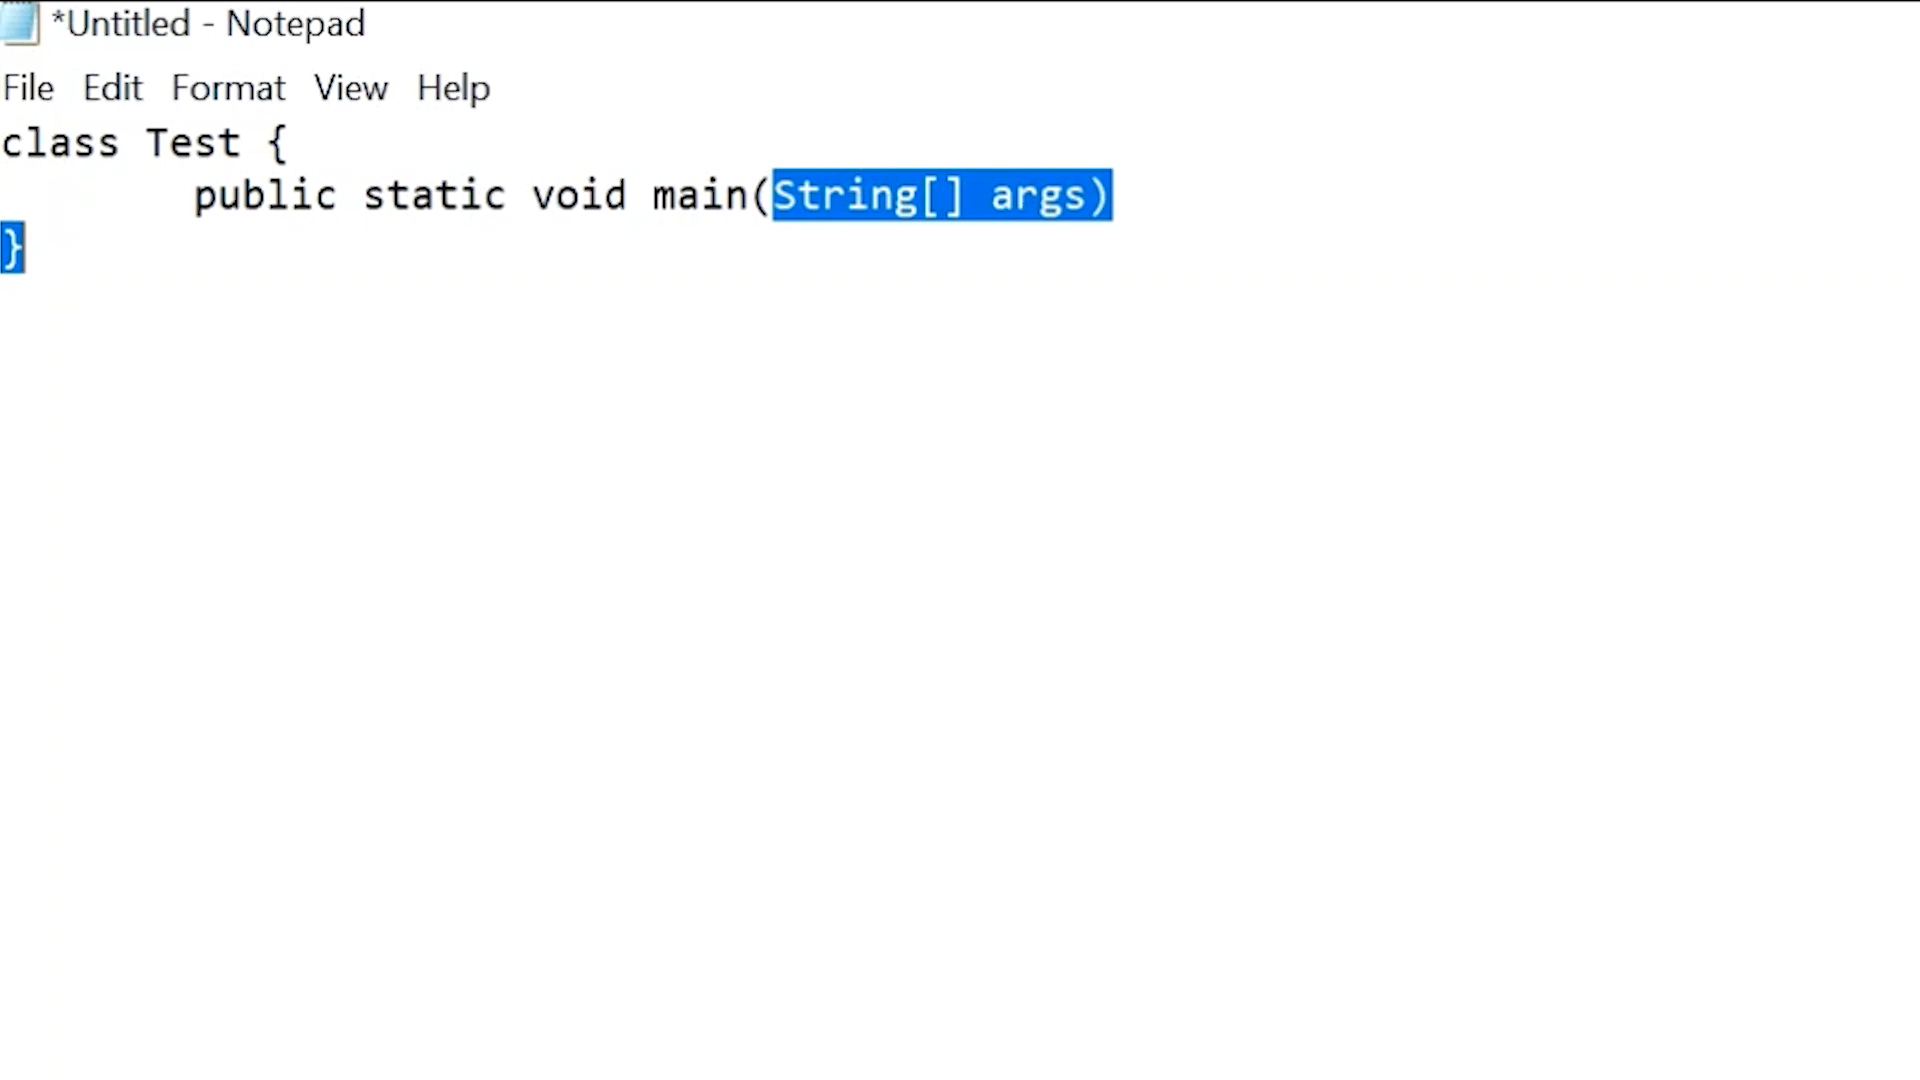 *Untitled - Notepad
File Edit Format View Help
class Test {
        public static void main(String[] args)
}